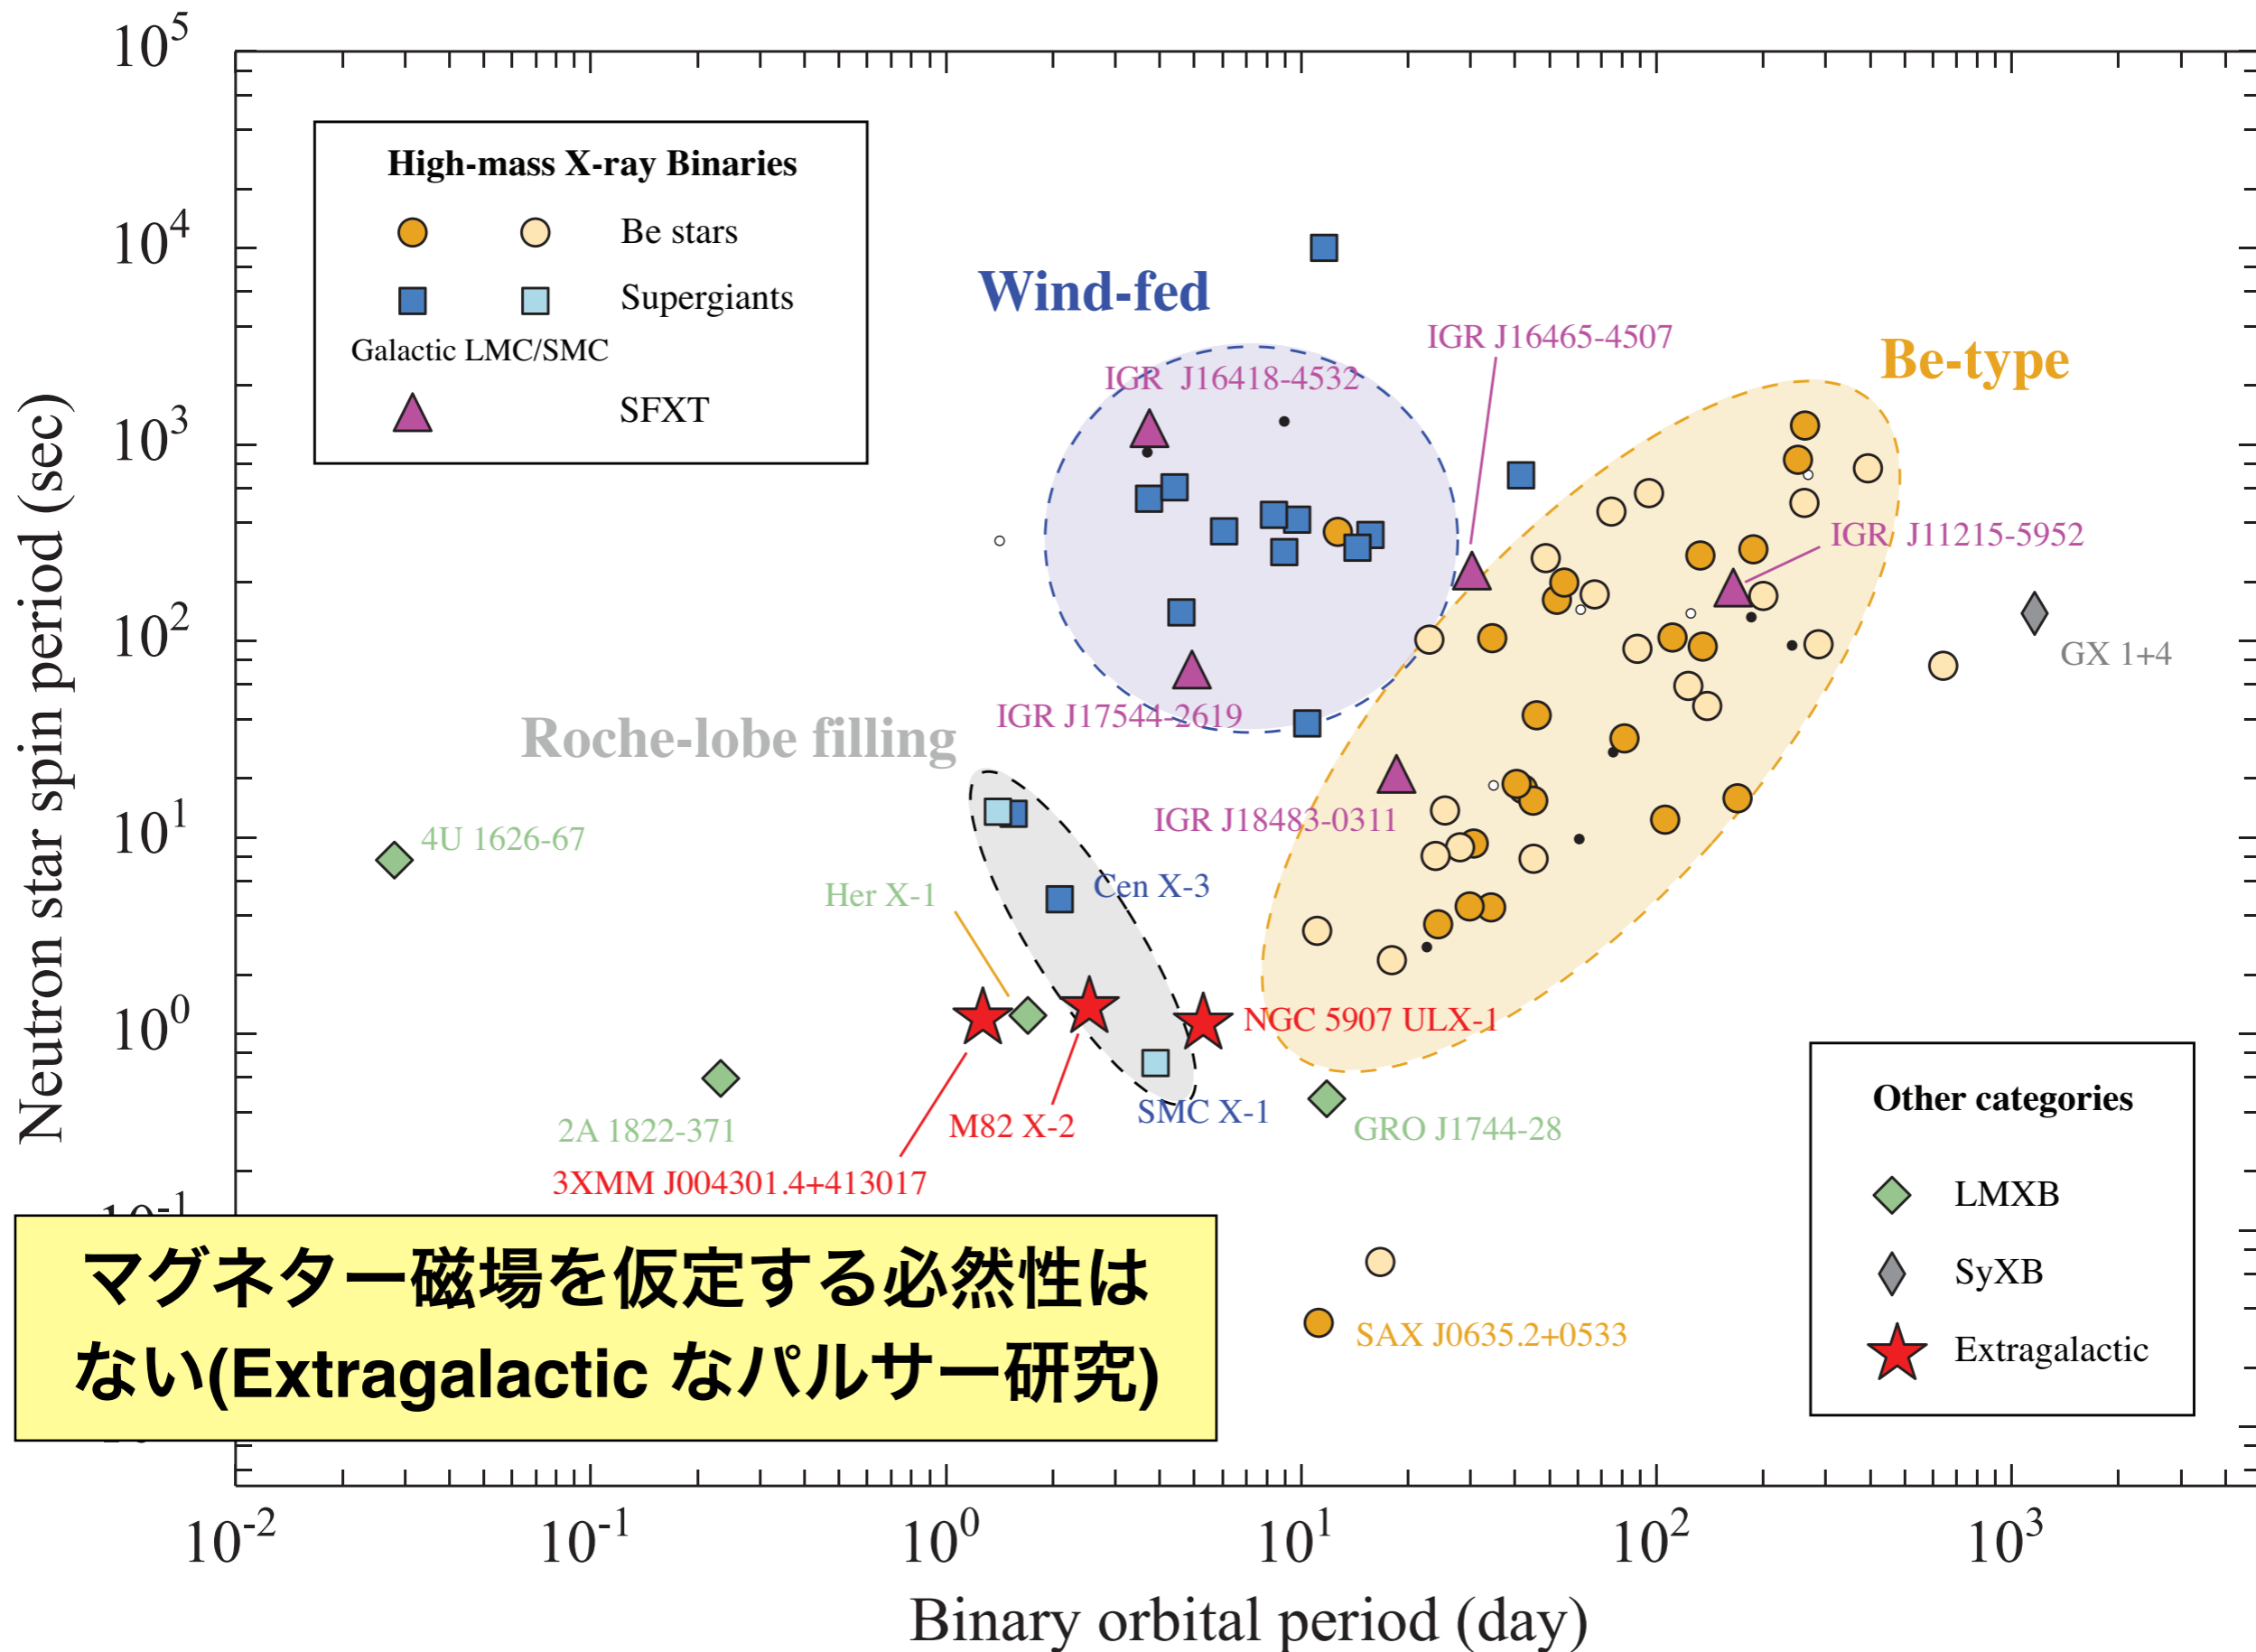 10^5
10^4
10^3
10^2
10^1
10^0
10^-1
Neutron star spin period (sec)
High-mass X-ray Binaries
Be stars
Supergiants
Galactic LMC/SMC
SFXT
Wind-fed
IGR J16465-4507
Be-type
IGR J16418-4532
IGR J11215-5952
GX 1+4
IGR J17544-2619
Roche-lobe filling
IGR J18483-0311
4U 1626-67
Her X-1
Cen X-3
NGC 5907 ULX-1
2A 1822-371
M82 X-2
SMC X-1
GRO J1744-28
3XMM J004301.4+413017
Other categories
LMXB
SyXB
Extragalactic
SAX J0635.2+0533
マグネター磁場を仮定する必然性は
ない(Extragalactic なパルサー研究)
10^-2
10^-1
10^0
10^1
10^2
10^3
Binary orbital period (day)